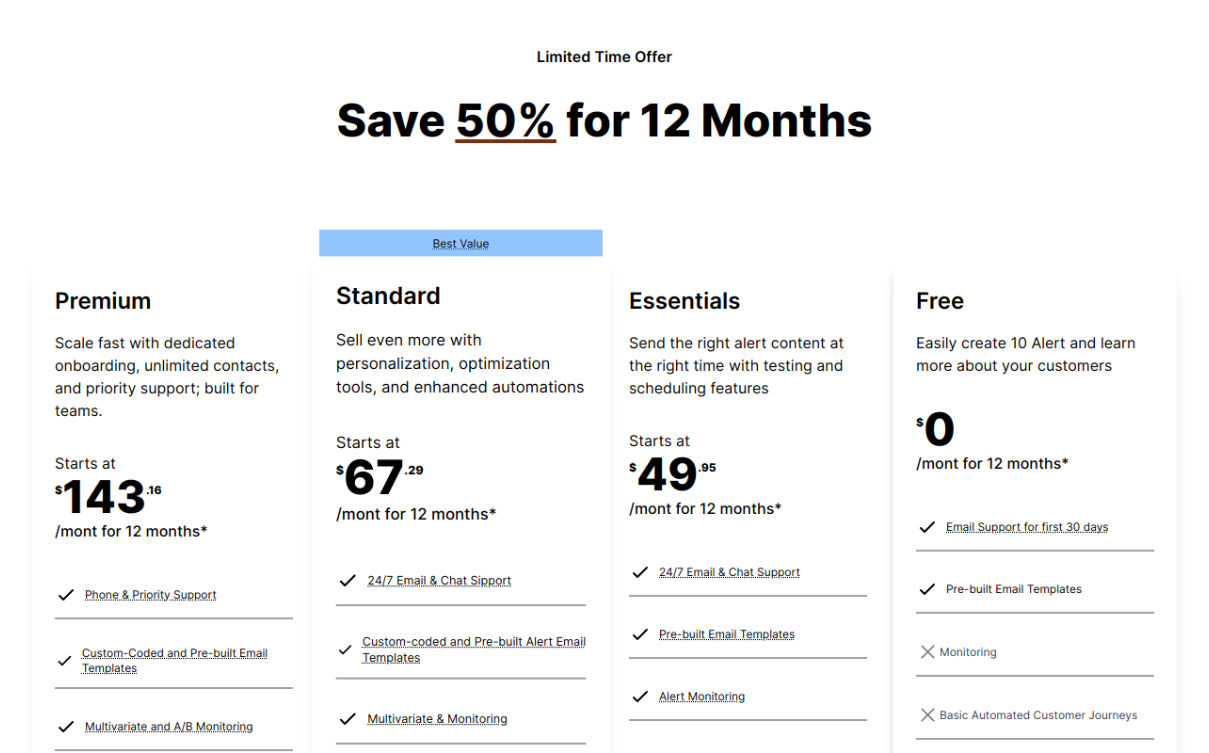 Limited Time Offer
Save 50% for 12 Months
Best Value
Premium
Scale fast with dedicated
onboarding, unlimited contacts,
and priority support; built for
teams.
Starts at
$143.16
/mont for 12 months*
Phone & Priority Support
Custom-Coded and Pre-built Email
Templates
Multivariate and A/B Monitoring
Standard
Sell even more with
personalization, optimization
tools, and enhanced automations
Starts at
$67.29
/mont for 12 months*
24/7 Email & Chat Sipport
Custom-coded and Pre-built Alert Email
Templates
Multivariate & Monitoring
Essentials
Send the right alert content at
the right time with testing and
scheduling features
Starts at
$49.95
/mont for 12 months*
24/7 Email & Chat Support
Pre-built Email Templates
Alert Monitoring
Free
Easily create 10 Alert and learn
more about your customers
$0
/mont for 12 months*
Email Support for first 30 days
Pre-built Email Templates
Monitoring
Basic Automated Customer Journeys